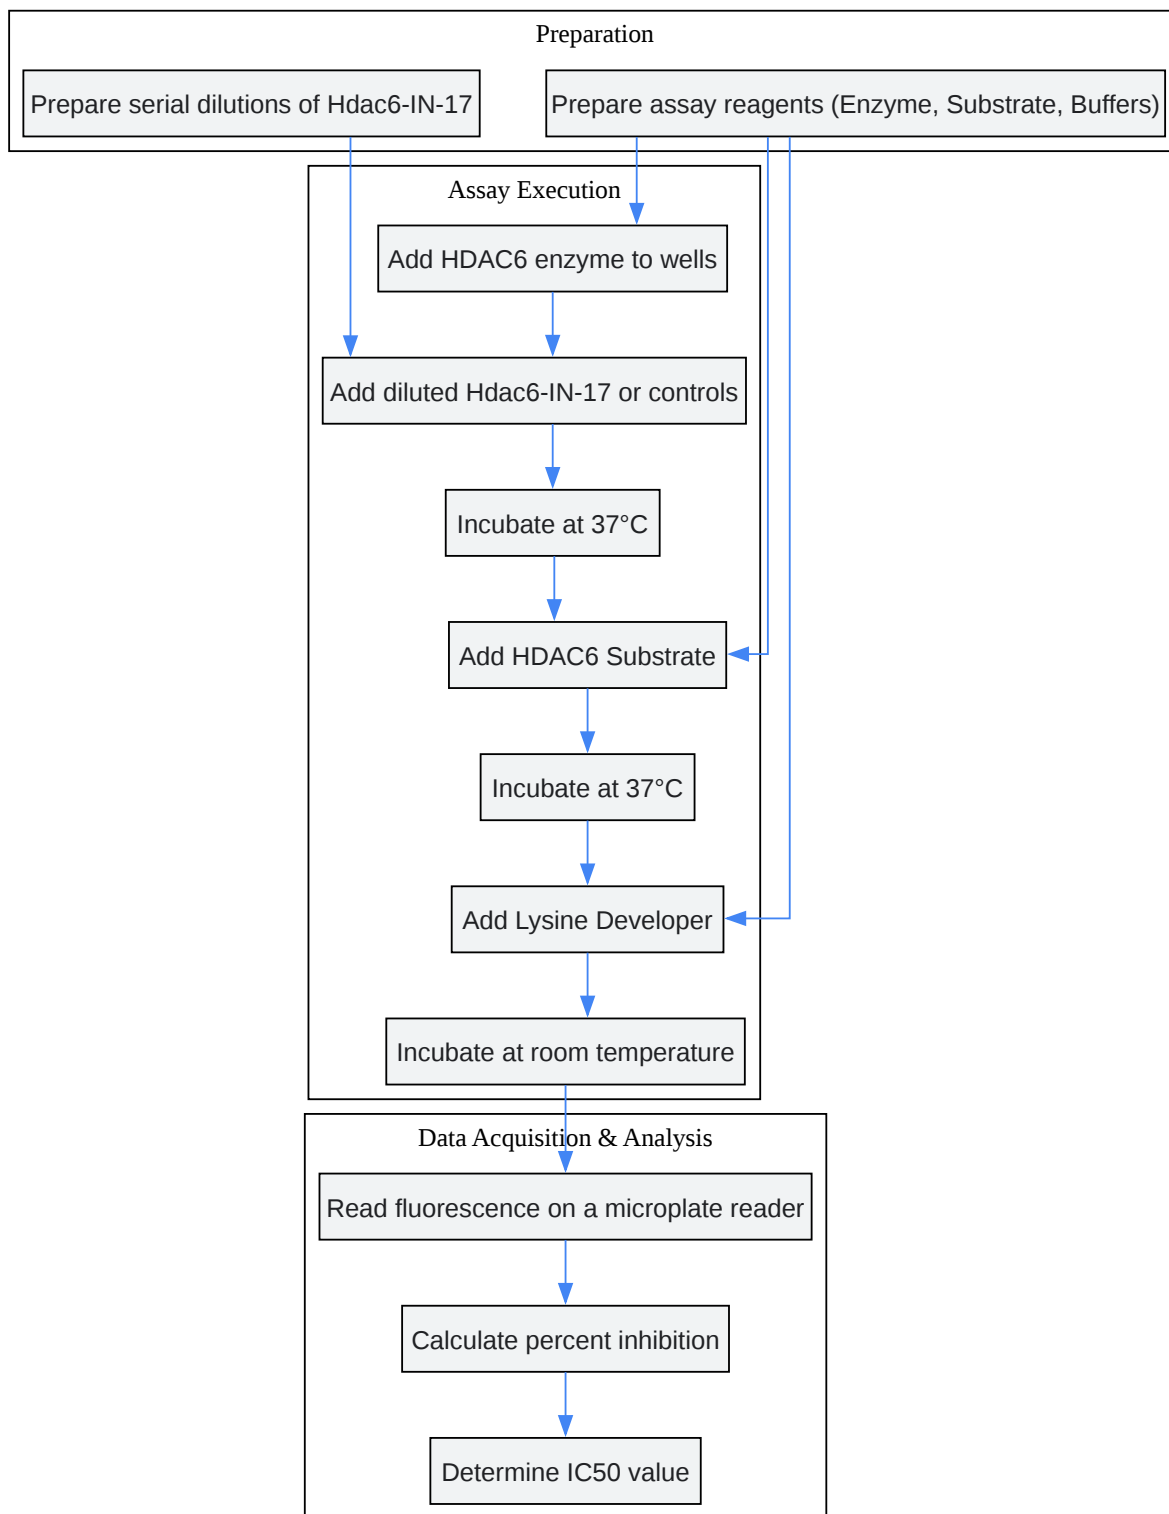 Preparation
Prepare serial dilutions of Hdac6-IN-17
Prepare assay reagents (Enzyme, Substrate, Buffers)
Assay Execution
Add HDAC6 enzyme to wells
Add diluted Hdac6-IN-17 or controls
Incubate at 37°C
Add HDAC6 Substrate
Incubate at 37°C
Add Lysine Developer
Incubate at room temperature
Data Acquisition & Analysis
Read fluorescence on a microplate reader
Calculate percent inhibition
Determine IC50 value